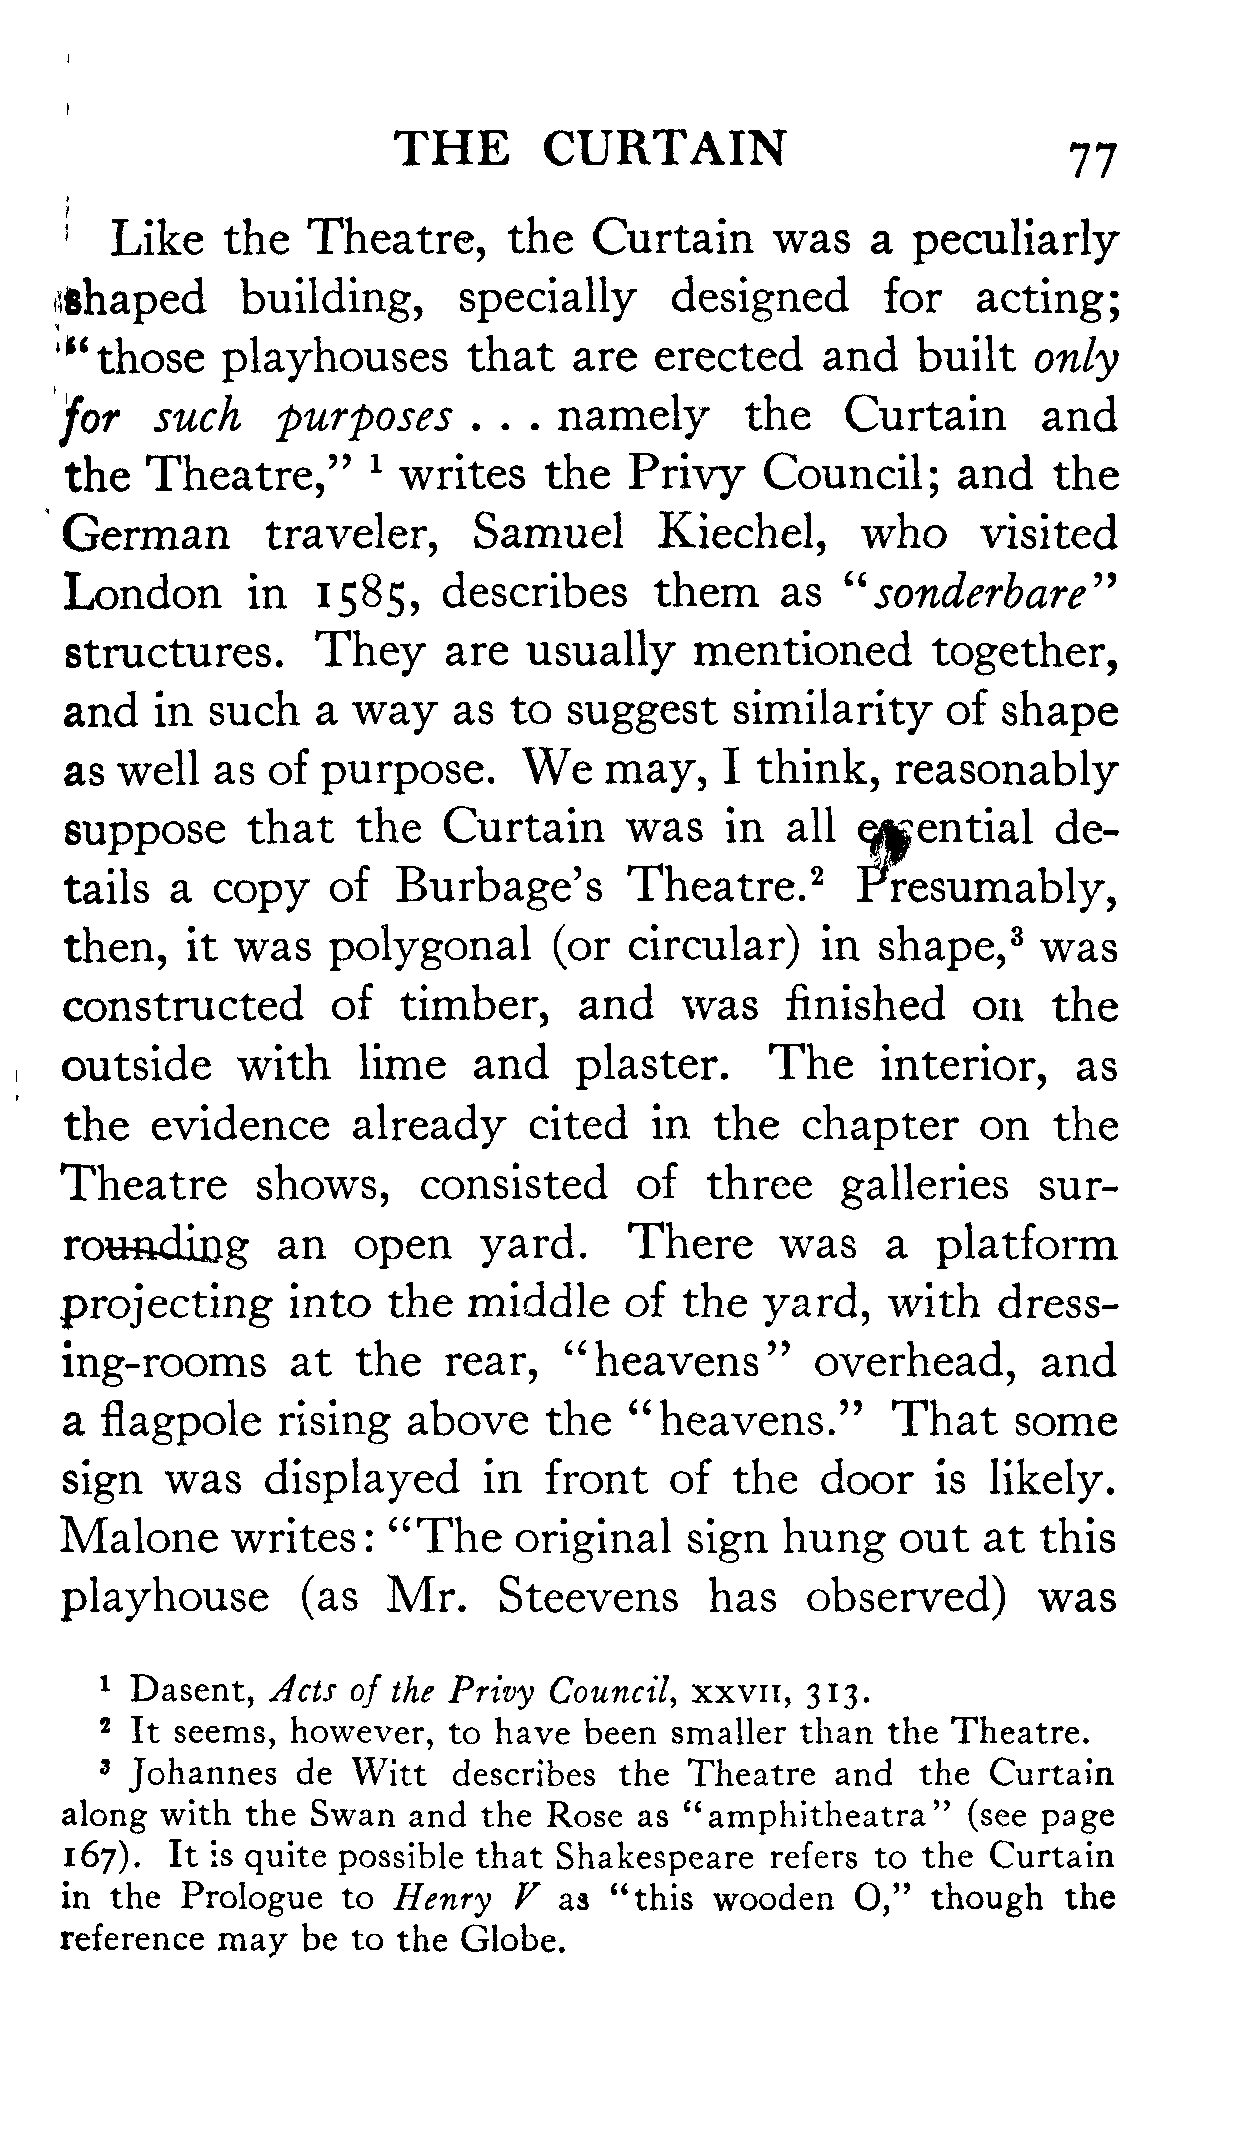 THE CURTAIN 77
Like the Theatre, the Curtain was a peculiarly
shaped building, specially designed for acting;
“those playhouses that are erected and built only
for such purposes . . . namely the Curtain and
the Theatre,” ¹ writes the Privy Council; and the
German traveler, Samuel Kiechel, who visited
London in 1585, describes them as “sonderbare”
structures. They are usually mentioned together,
and in such a way as to suggest similarity of shape
as well as of purpose. We may, I think, reasonably
suppose that the Curtain was in all essential de-
tails a copy of Burbage’s Theatre.² Presumably,
then, it was polygonal (or circular) in shape,³ was
constructed of timber, and was finished on the
outside with lime and plaster. The interior, as
the evidence already cited in the chapter on the
Theatre shows, consisted of three galleries sur-
rounding an open yard. There was a platform
projecting into the middle of the yard, with dress-
ing-rooms at the rear, “heavens” overhead, and
a flagpole rising above the “heavens.” That some
sign was displayed in front of the door is likely.
Malone writes: “The original sign hung out at this
playhouse (as Mr. Steevens has observed) was
¹ Dasent, Acts of the Privy Council, XXVII, 313.
² It seems, however, to have been smaller than the Theatre.
³ Johannes de Witt describes the Theatre and the Curtain
along with the Swan and the Rose as “amphitheatra” (see page
167). It is quite possible that Shakespeare refers to the Curtain
in the Prologue to Henry V as “this wooden O,” though the
reference may be to the Globe.